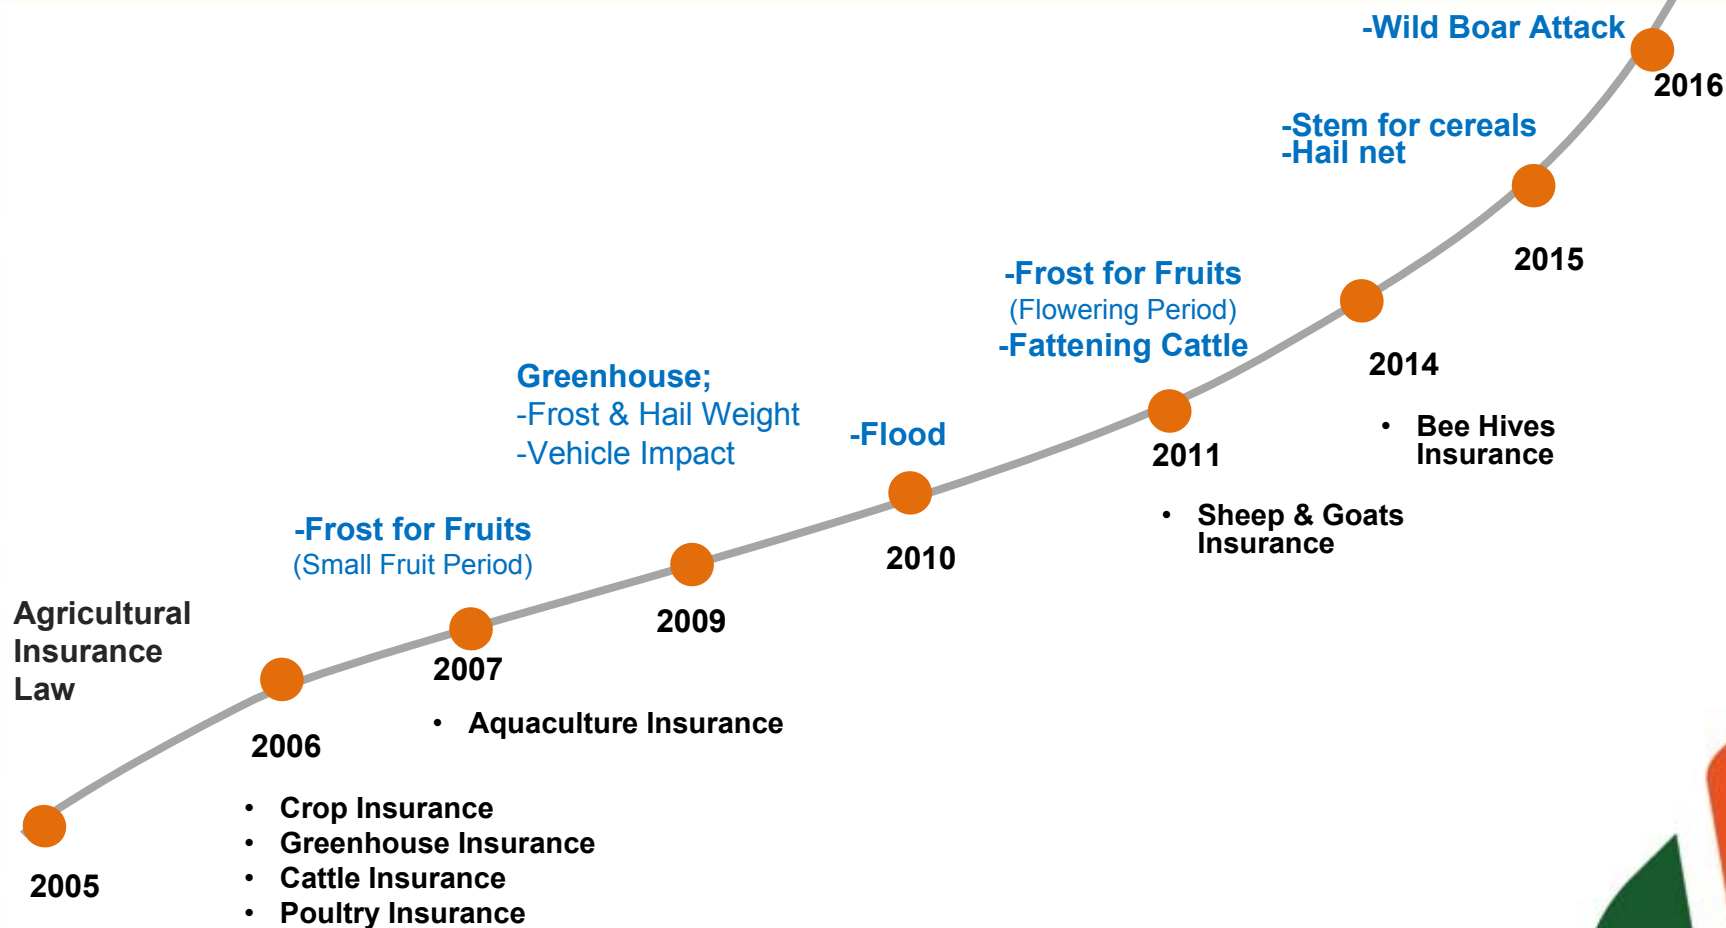 -Wild Boar Attack
2016
-Stem for cereals
-Hail net
2015
-Frost for Fruits
(Flowering Period)
-Fattening Cattle
2014
• Bee Hives
Insurance
2011
• Sheep & Goats
Insurance
Greenhouse;
-Frost & Hail Weight
-Vehicle Impact
-Flood
2010
2009
-Frost for Fruits
(Small Fruit Period)
2007
• Aquaculture Insurance
Agricultural
Insurance
Law
2006
• Crop Insurance
• Greenhouse Insurance
• Cattle Insurance
• Poultry Insurance
2005